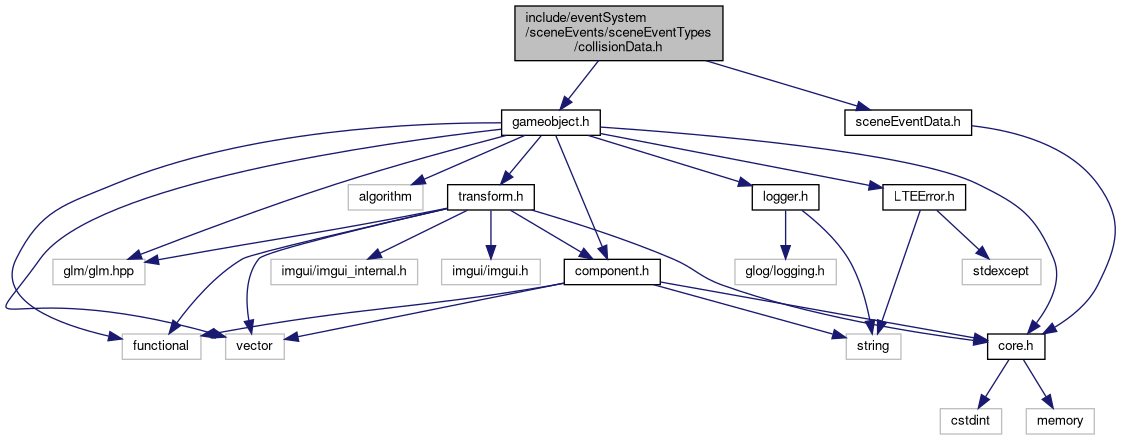 include/eventSystem
/sceneEvents/sceneEventTypes
/collisionData.h
gameobject.h
sceneEventData.h
algorithm
transform.h
logger.h
LTEError.h
glm/glm.hpp
imgui/imgui_internal.h
imgui/imgui.h
component.h
glog/logging.h
stdexcept
functional
vector
string
core.h
cstdint
memory